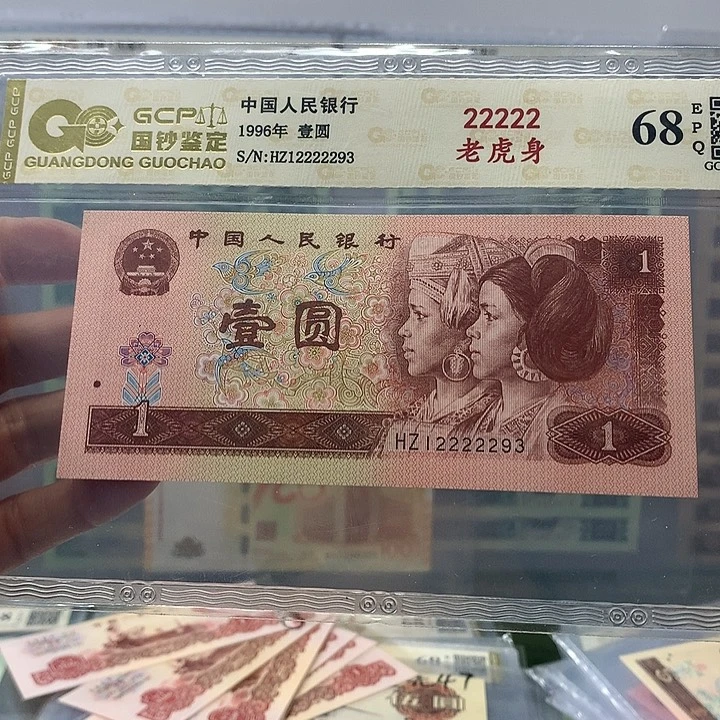 GCP GCP GCP
GCP
国钞鉴定
GUANGDONG GUOCHAO
中国人民银行
1996年 壹圆
S/N:HZ12222293
22222
老虎身
68
EPQ
中国人民银行
1
壹圆
1
HZ12222293
1